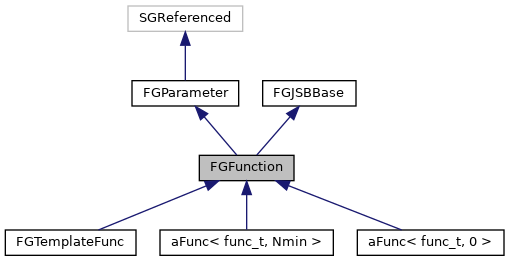 SGReferenced
FGParameter
FGJSBBase
FGFunction
FGTemplateFunc
aFunc< func_t, Nmin >
aFunc< func_t, 0 >